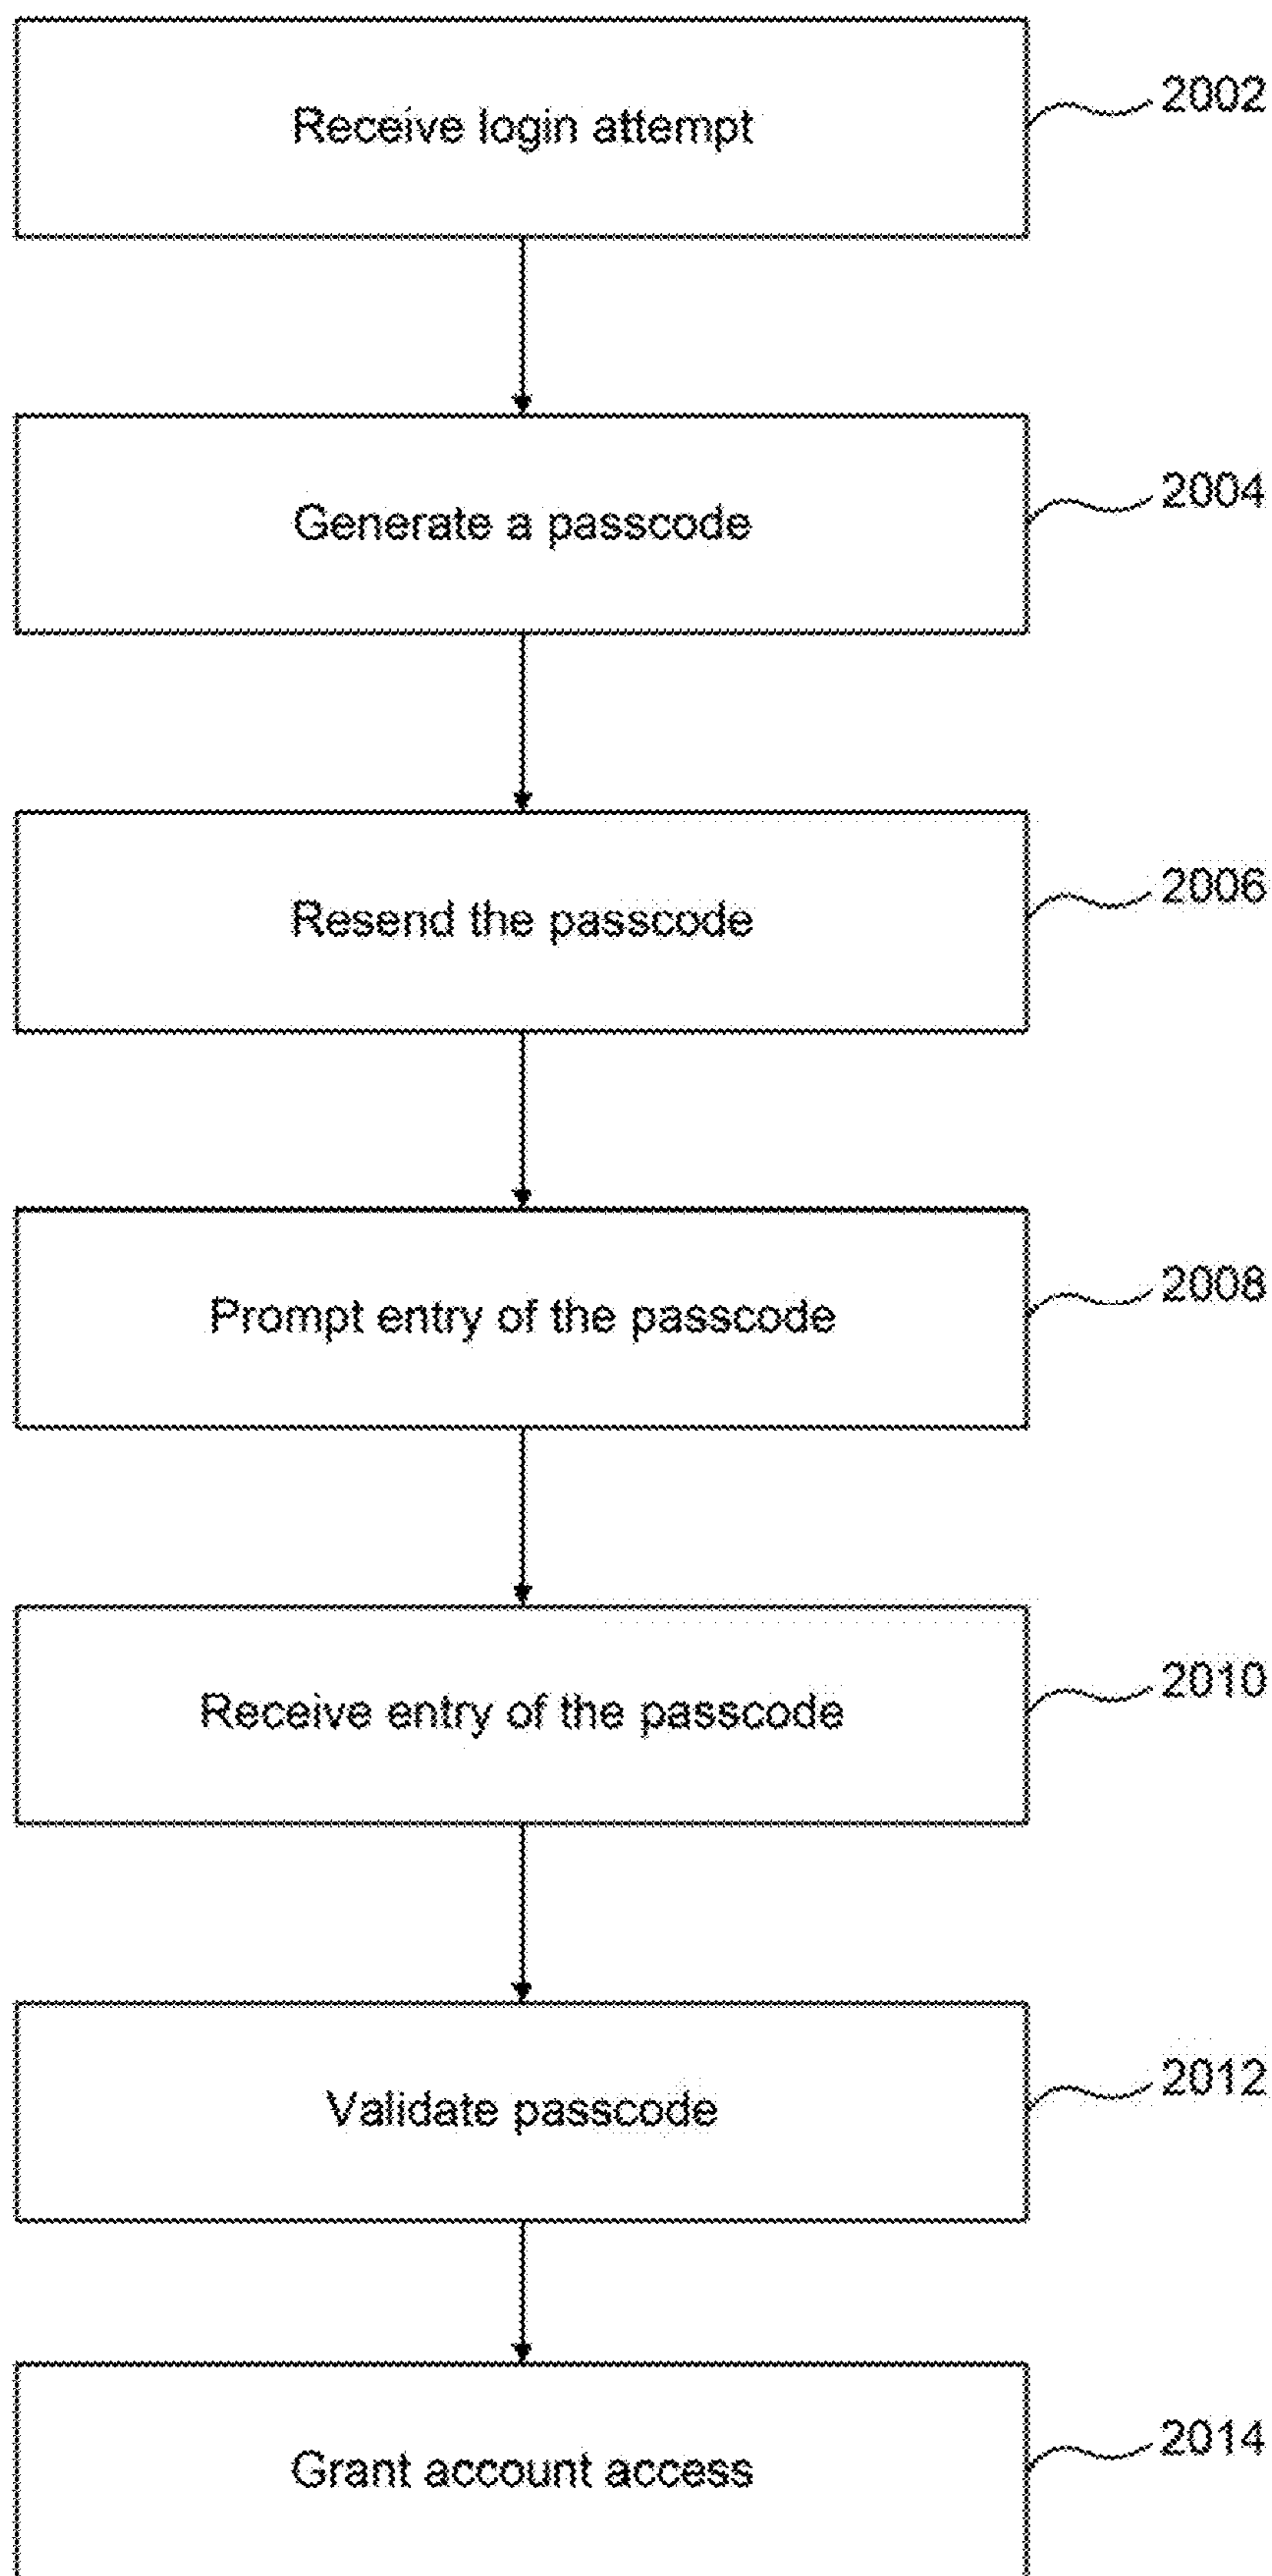 Receive login attempt
2002
Generate a passcode
2004
Resend the passcode
2006
Prompt entry of the passcode
2008
Receive entry of the passcode
2010
Validate passcode
2012
Grant account access
2014